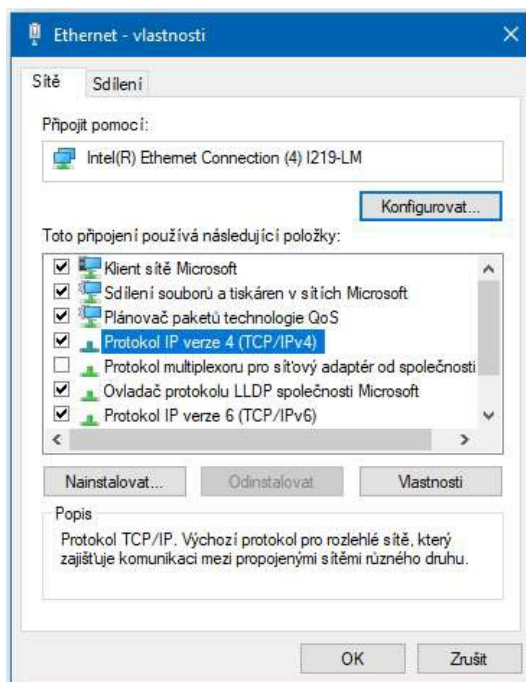 Ethernet - vlastnosti
Sítě
Sdílení
Připojit pomocí:
Intel(R) Ethernet Connection (4) I219-LM
Konfigurovat...
Toto připojení používá následující položky:
Klient sítě Microsoft
Sdílení souborů a tiskáren v sítích Microsoft
Plánovač paketů technologie QoS
Protokol IP verze 4 (TCP/IPv4)
Protokol multiplexoru pro síťový adaptér od společnosti
Ovladač protokolu LLDP společnosti Microsoft
Protokol IP verze 6 (TCP/IPv6)
Nainstalovat...
Odinstalovat
Vlastnosti
Popis
Protokol TCP/IP. Výchozí protokol pro rozlehlé sítě, který
zajišťuje komunikaci mezi propojenými sítěmi různého druhu.
OK
Zrušit